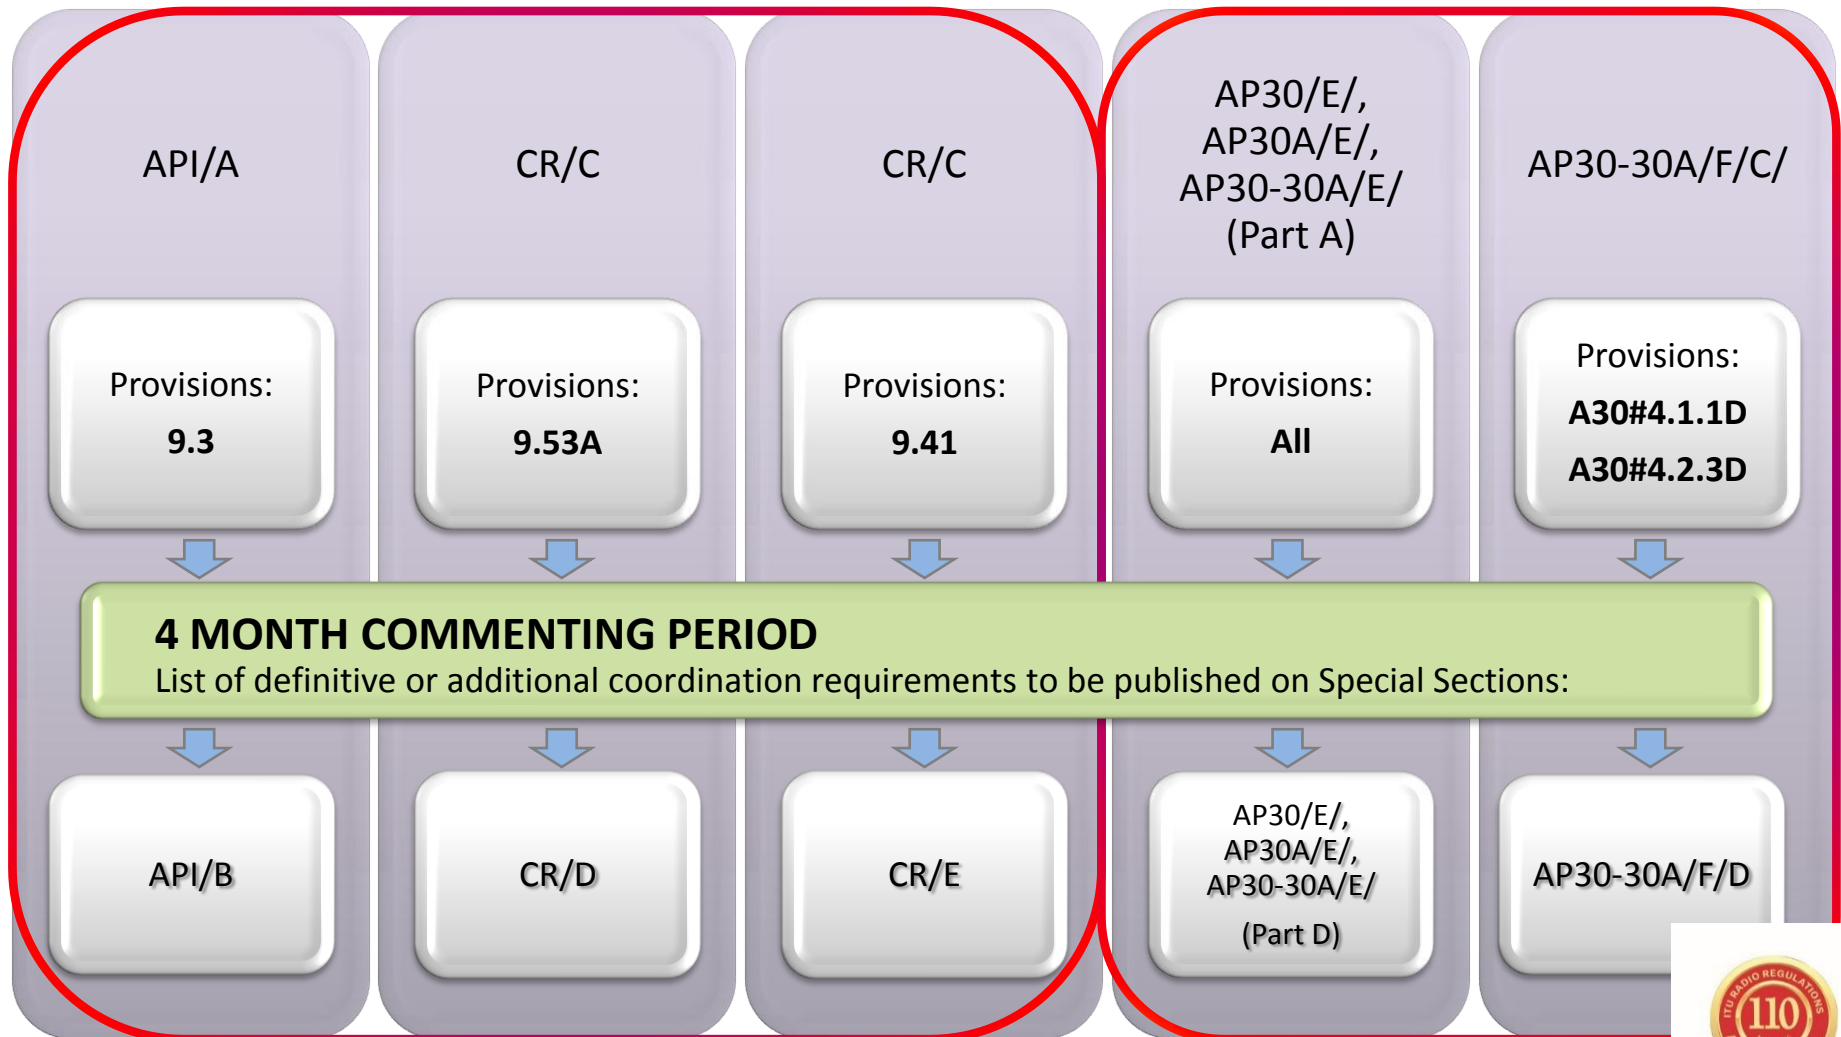 API/A
CR/C
CR/C
AP30/E/,
AP30A/E/,
AP30-30A/E/
(Part A)
AP30-30A/F/C/
Provisions:
9.3
Provisions:
9.53A
Provisions:
9.41
Provisions:
All
Provisions:
A30#4.1.1D
A30#4.2.3D
4 MONTH COMMENTING PERIOD
List of definitive or additional coordination requirements to be published on Special Sections:
API/B
CR/D
CR/E
AP30/E/,
AP30A/E/,
AP30-30A/E/
(Part D)
AP30-30A/F/D
ITU RADIO REGULATIONS
110